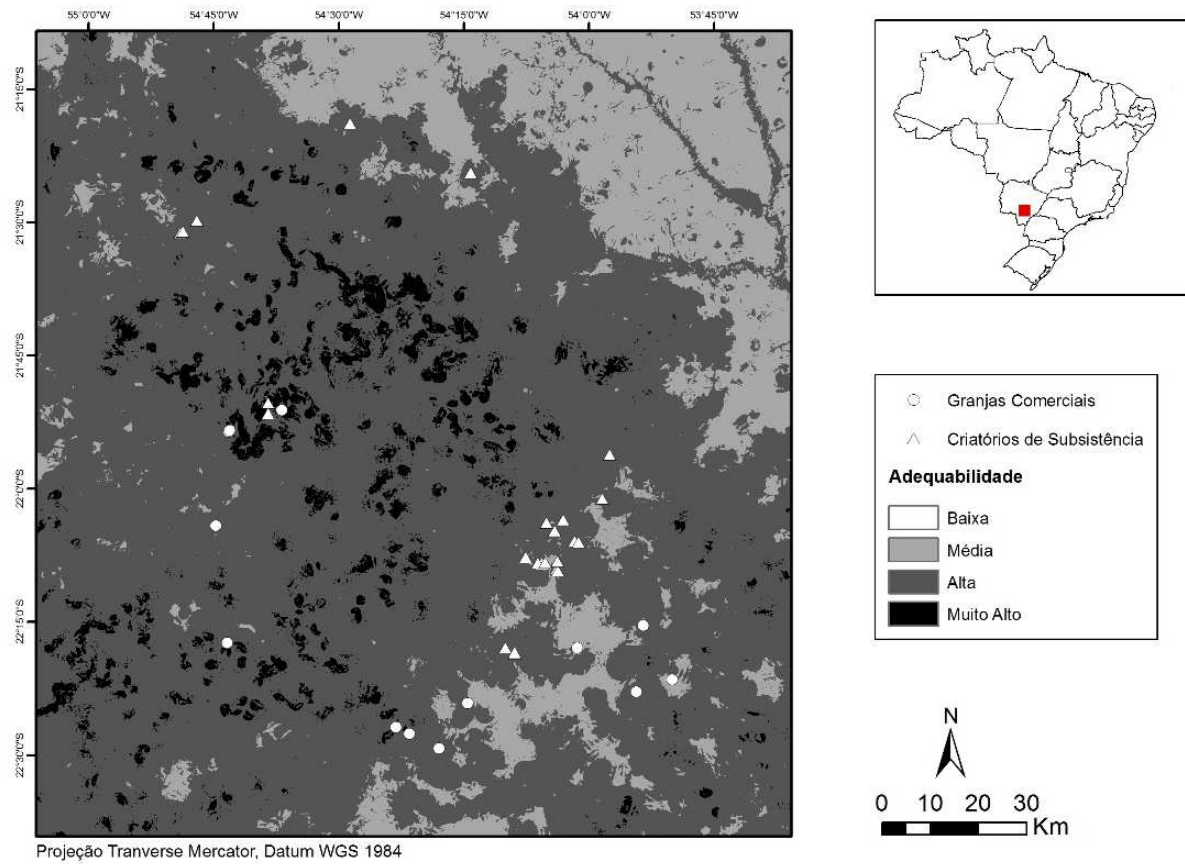 55°0'0"W 54°45'0"W 54°30'0"W 54°15'0"W 54°0'0"W 53°45'0"W
21°15'0"S
21°30'0"S
21°45'0"S
22°0'0"S
22°15'0"S
22°30'0"S
Projeção Tranverse Mercator, Datum WGS 1984
Granjas Comerciais
Criatórios de Subsistência
Adequabilidade
Baixa
Média
Alta
Muito Alto
N
0 10 20 30
Km